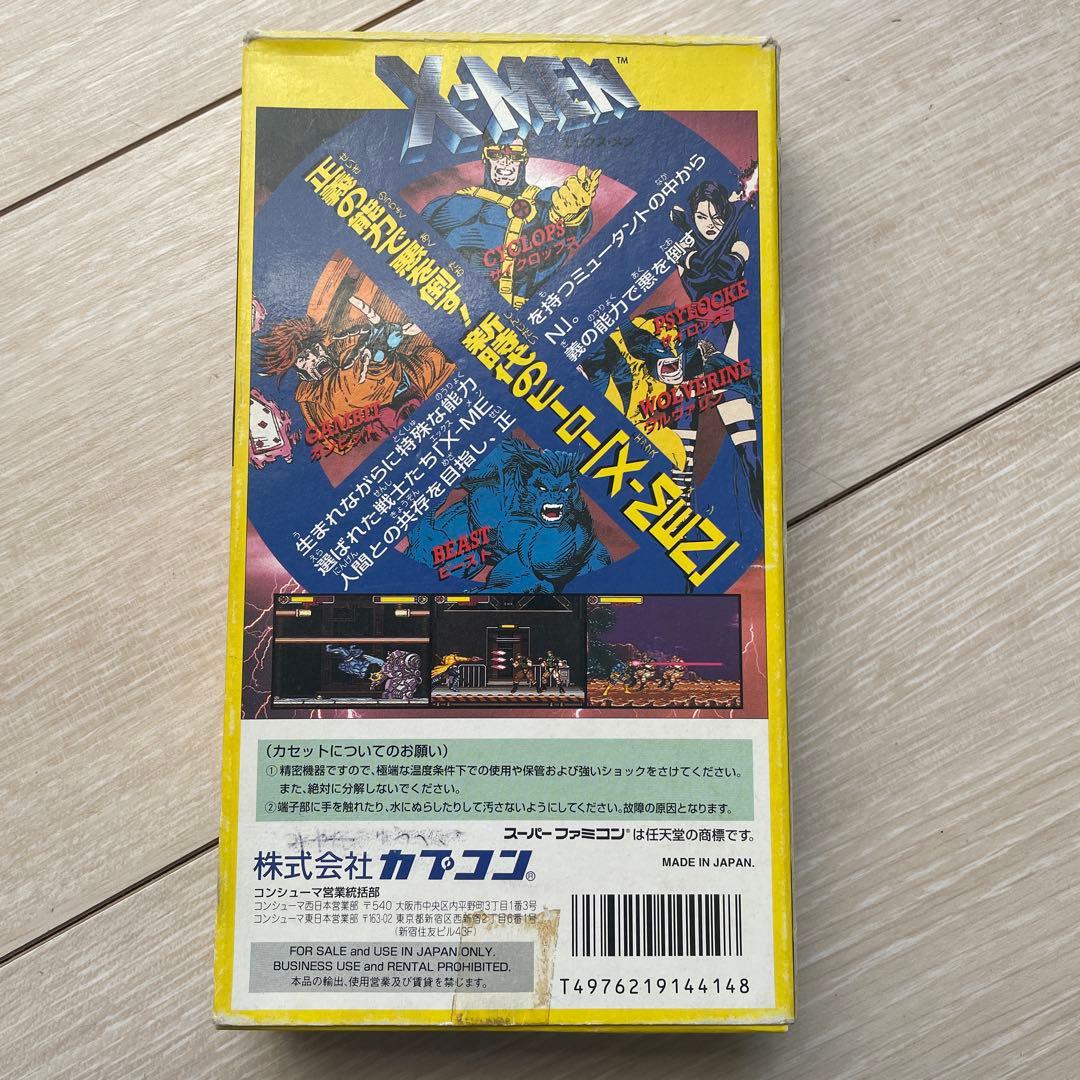 X-MEN™
エックス・メン
正義の能力で悪を倒す！新時代のヒーロー「X-MEN」
生まれながらに特殊な能力を持つミュータントの中から
選ばれた戦士たち「X-MEN」。
人間との共存を目指し、正義の能力で悪を倒す
CYCLOPS
サイクロップス
PSYLOCKE
WOLVERINE
ウルヴァリン
GAMBIT
ガンビット
BEAST
ビースト
(カセットについてのお願い)
①精密機器ですので、極端な温度条件下での使用や保管および強いショックをさけてください。
また、絶対に分解しないでください。
②端子部に手を触れたり、水にぬらしたりして汚さないようにしてください。故障の原因となります。
スーパーファミコン®は任天堂の商標です。
株式会社カプコン®
MADE IN JAPAN.
コンシューマ営業統括部
コンシューマ西日本営業部 〒540 大阪市中央区内平野町3丁目1番3号
コンシューマ東日本営業部 〒163-02 東京都新宿区西新宿2丁目6番1号
(新宿住友ビル43F)
FOR SALE and USE IN JAPAN ONLY.
BUSINESS USE and RENTAL PROHIBITED.
本品の輸出、使用営業及び賃貸を禁じます。
T4976219144148